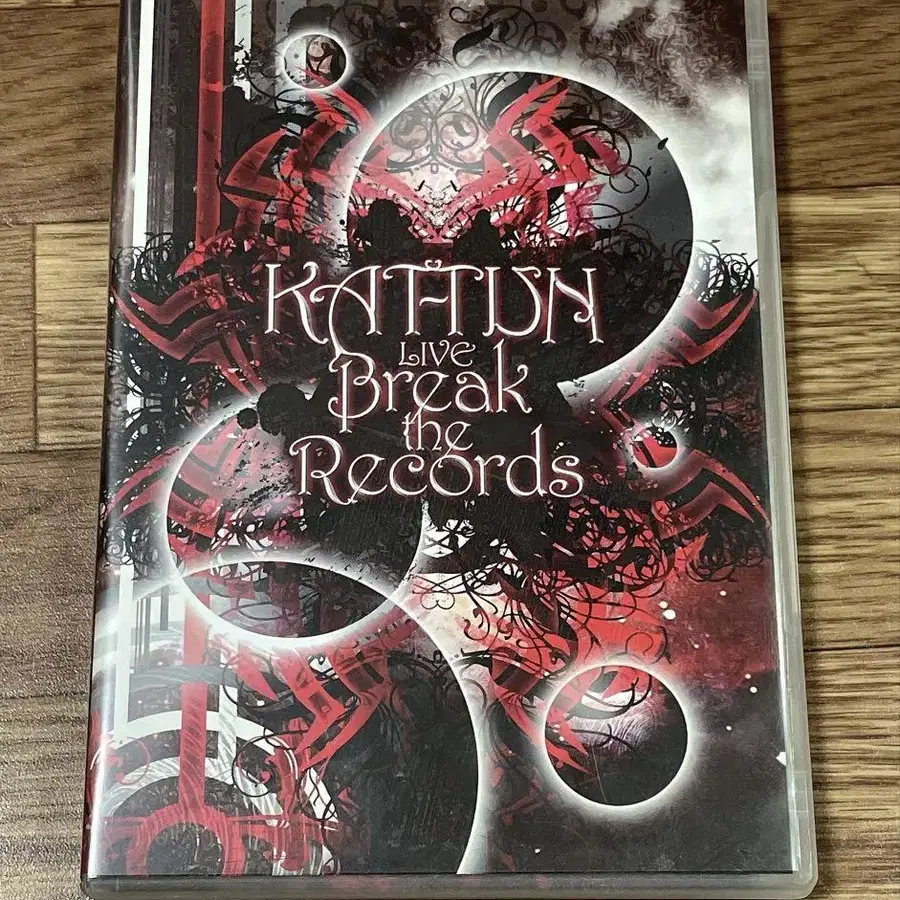 KAT-TUN
LIVE
Break
the
Records